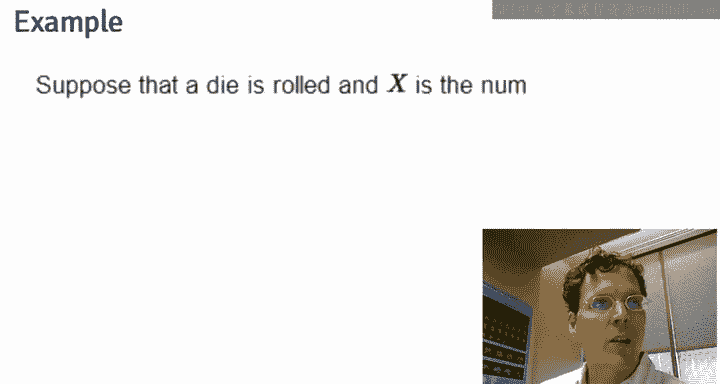 Example
Suppose that a die is rolled and X is the num